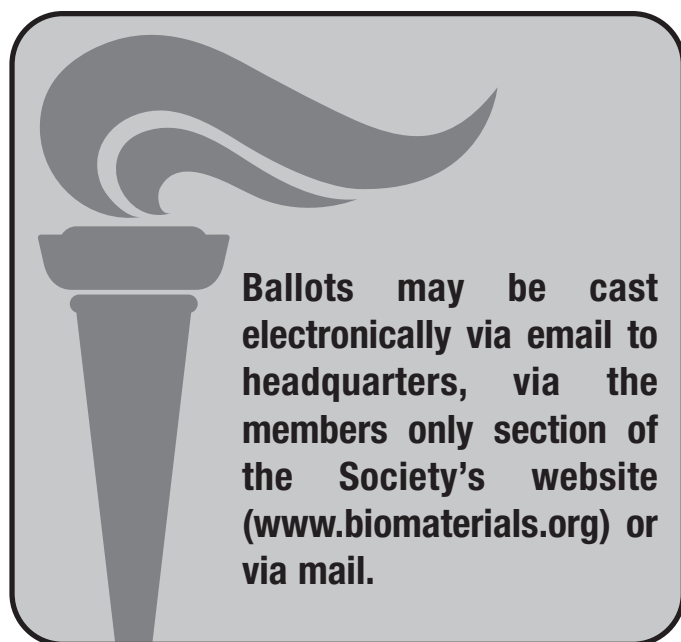 Ballots may be cast
electronically via email to
headquarters, via the
members only section of
the Society’s website
(www.biomaterials.org) or
via mail.